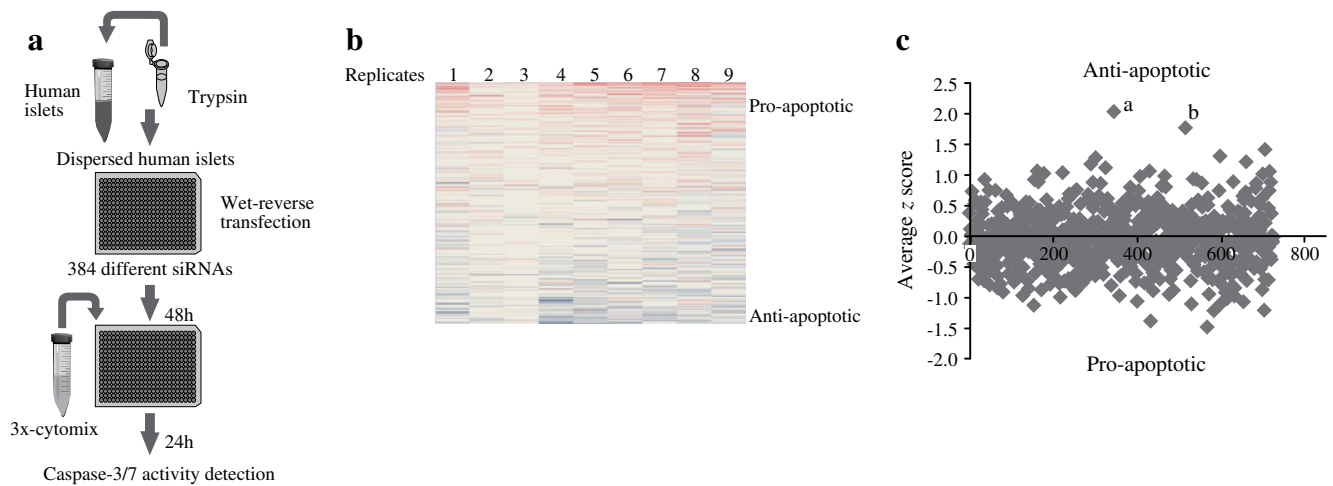 a
Human
islets
Trypsin
Dispersed human islets
Wet-reverse
transfection
384 different siRNAs
48h
3x-cytomix
24h
Caspase-3/7 activity detection
b
Replicates 1 2 3 4 5 6 7 8 9
Pro-apoptotic
Anti-apoptotic
c
Anti-apoptotic
Average z score
2.5
2.0
1.5
1.0
0.5
0.0
-0.5
-1.0
-1.5
-2.0
0 200 400 600 800
a
b
Pro-apoptotic